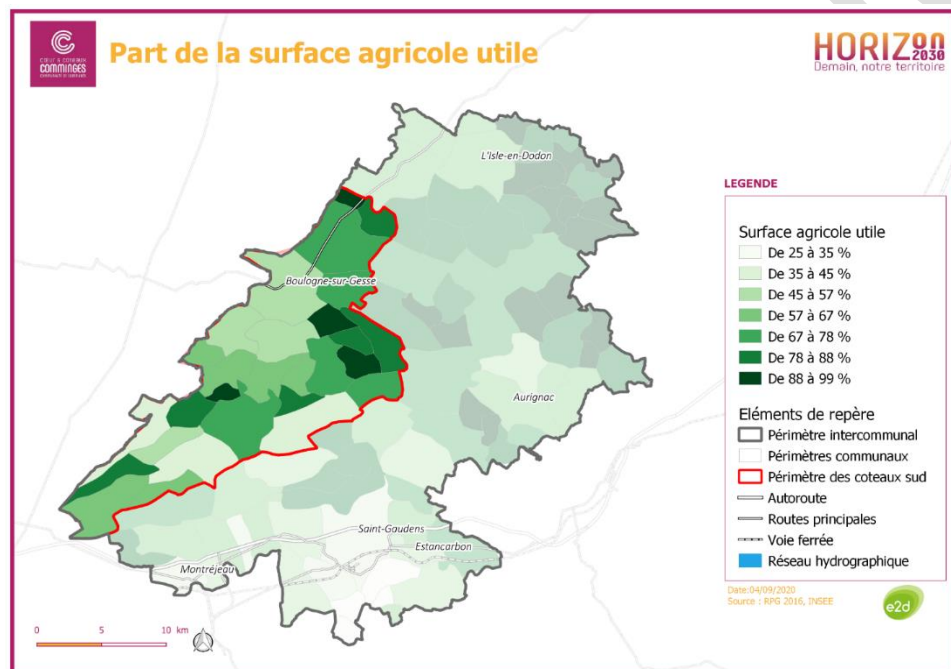 CŒUR & COTEAUX
COMMINGES
Part de la surface agricole utile
HORIZON
2030
Demain, notre territoire
L'Isle-en-Dodon
Boulogne-sur-Gesse
Aurignac
Saint-Gaudens
Estancarbon
Montréjeau
LEGENDE
Surface agricole utile
De 25 à 35 %
De 35 à 45 %
De 45 à 57 %
De 57 à 67 %
De 67 à 78 %
De 78 à 88 %
De 88 à 99 %
Eléments de repère
Périmètre intercommunal
Périmètres communaux
Périmètre des coteaux sud
Autoroute
Routes principales
Voie ferrée
Réseau hydrographique
Date:04/09/2020
Source : RPG 2016, INSEE
e2d
0 5 10 km